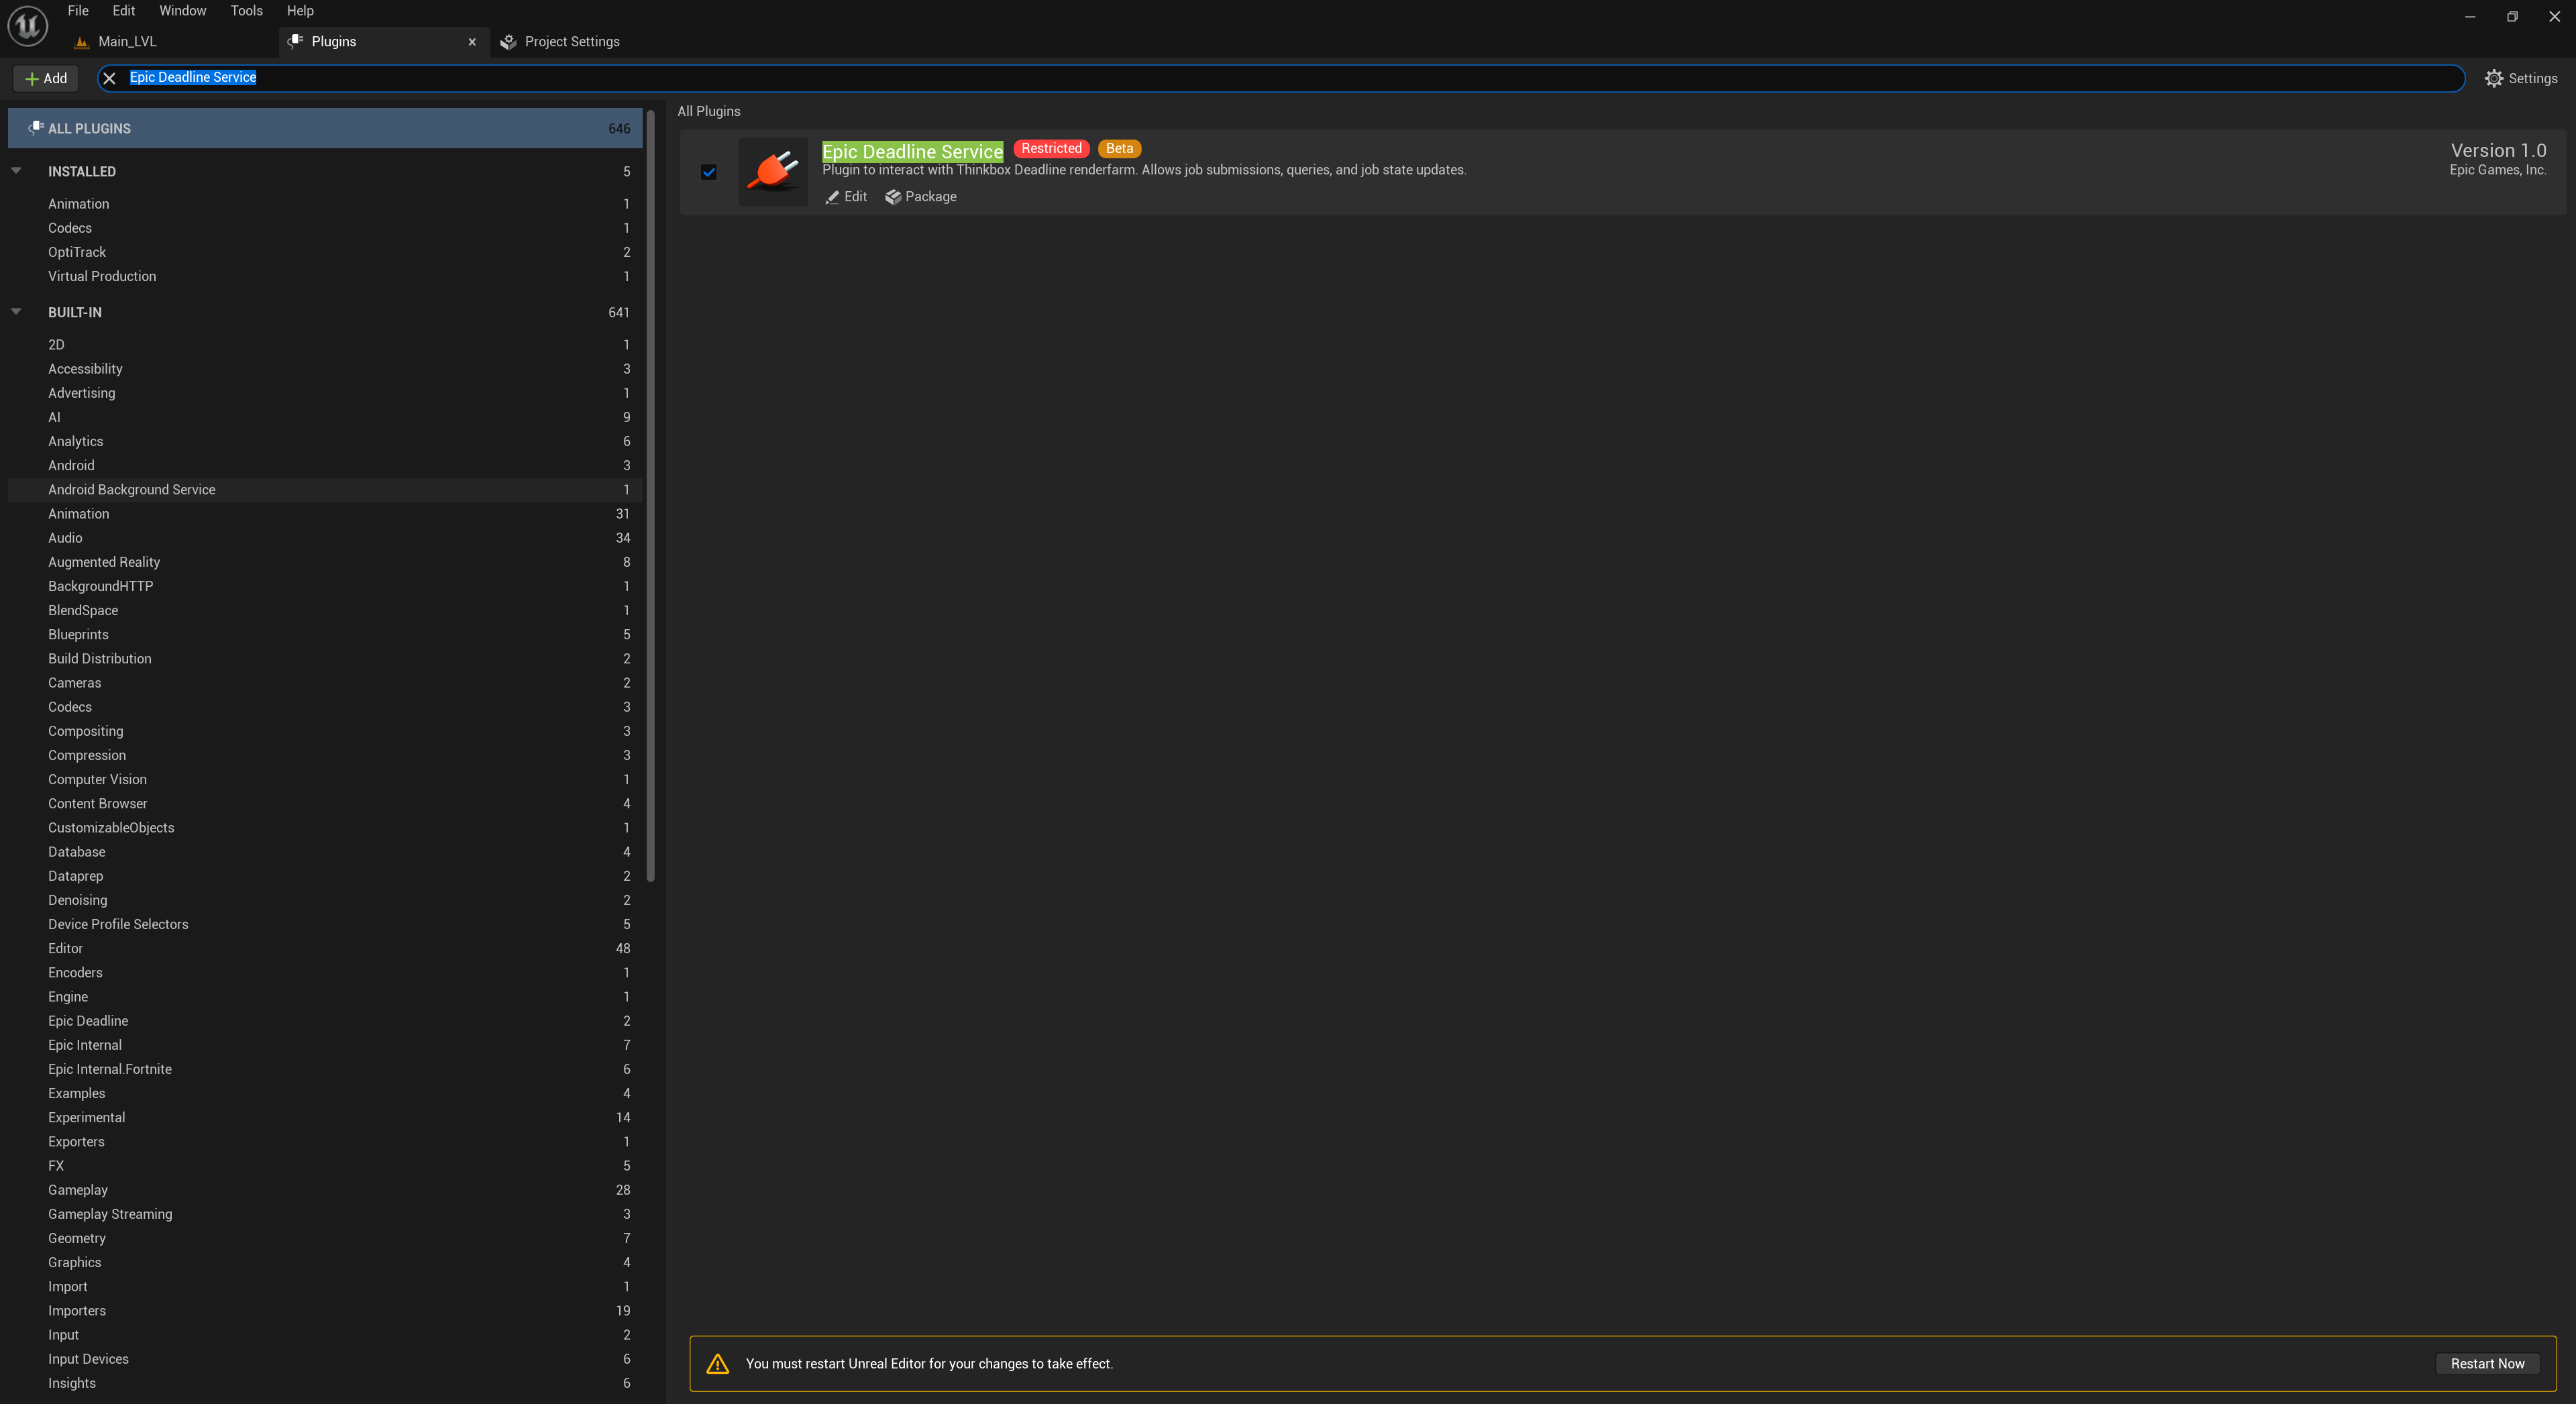 File Edit Window Tools Help
Main_LVL Plugins Project Settings
Add Epic Deadline Service Settings
ALL PLUGINS 646
INSTALLED 5
Animation 1
Codecs 1
OptiTrack 2
Virtual Production 1
BUILT-IN 641
2D 1
Accessibility 3
Advertising 1
AI 9
Analytics 6
Android 3
Android Background Service 1
Animation 31
Audio 34
Augmented Reality 8
BackgroundHTTP 1
BlendSpace 1
Blueprints 5
Build Distribution 2
Cameras 2
Codecs 3
Compositing 3
Compression 3
Computer Vision 1
Content Browser 4
CustomizableObjects 1
Database 4
Dataprep 2
Denoising 2
Device Profile Selectors 5
Editor 48
Encoders 1
Engine 1
Epic Deadline 2
Epic Internal 7
Epic Internal.Fortnite 6
Examples 4
Experimental 14
Exporters 1
FX 5
Gameplay 28
Gameplay Streaming 3
Geometry 7
Graphics 4
Import 1
Importers 19
Input 2
Input Devices 6
Insights 6
All Plugins
Epic Deadline Service Restricted Beta Version 1.0
Plugin to interact with Thinkbox Deadline renderfarm. Allows job submissions, queries, and job state updates. Epic Games, Inc.
Edit Package
You must restart Unreal Editor for your changes to take effect. Restart Now